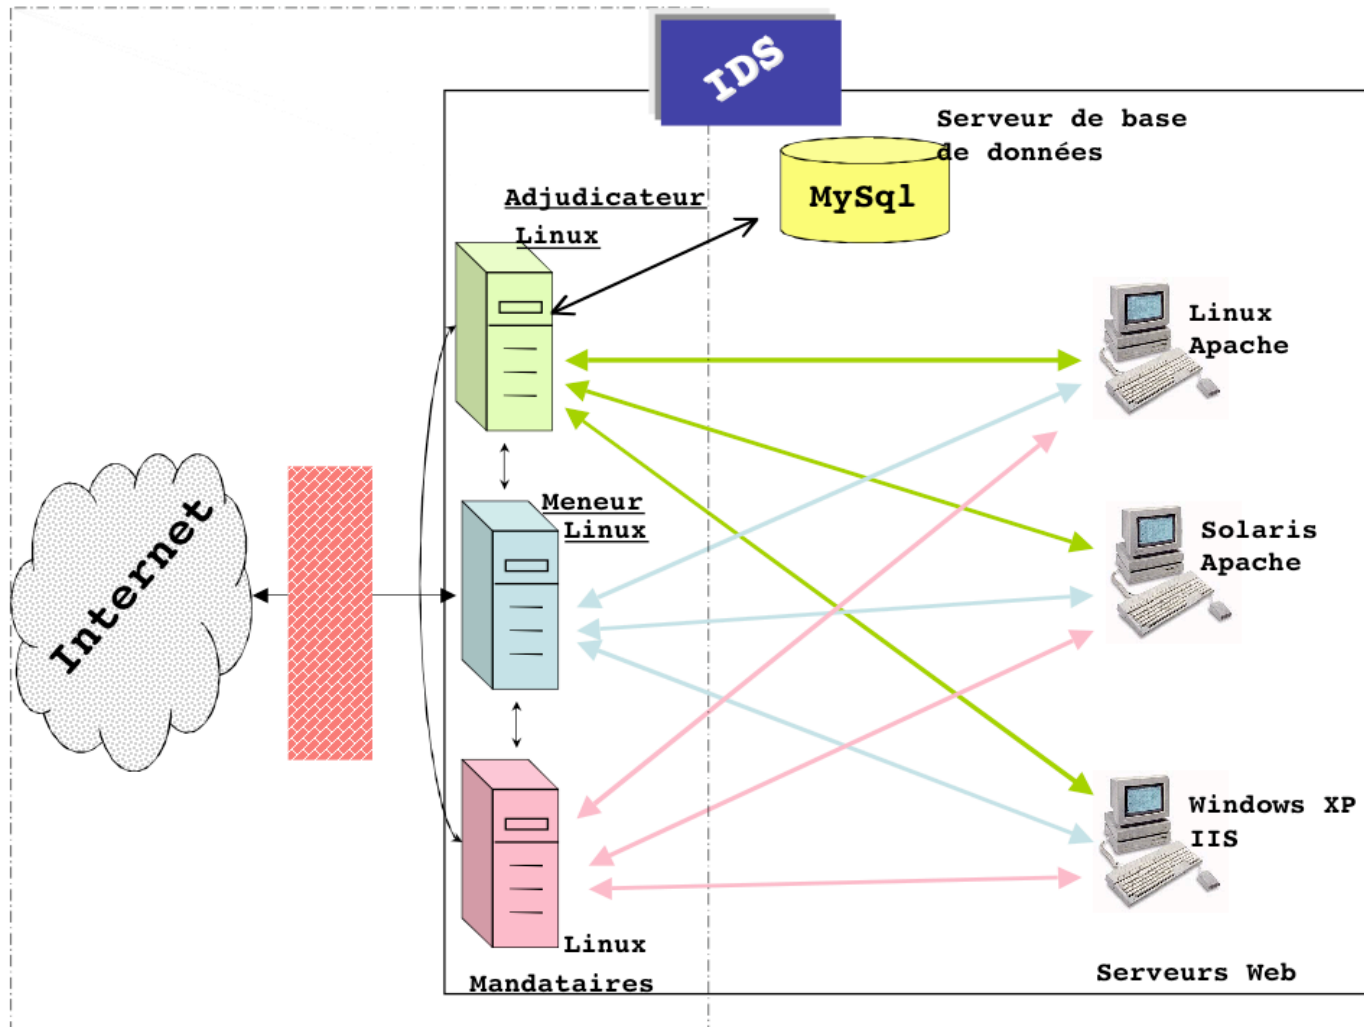 IDS
Serveur de base
de données
MySql
Adjudicateur
Linux
Linux
Apache
Meneur
Linux
Solaris
Apache
Internet
Windows XP
IIS
Linux
Mandataires
Serveurs Web